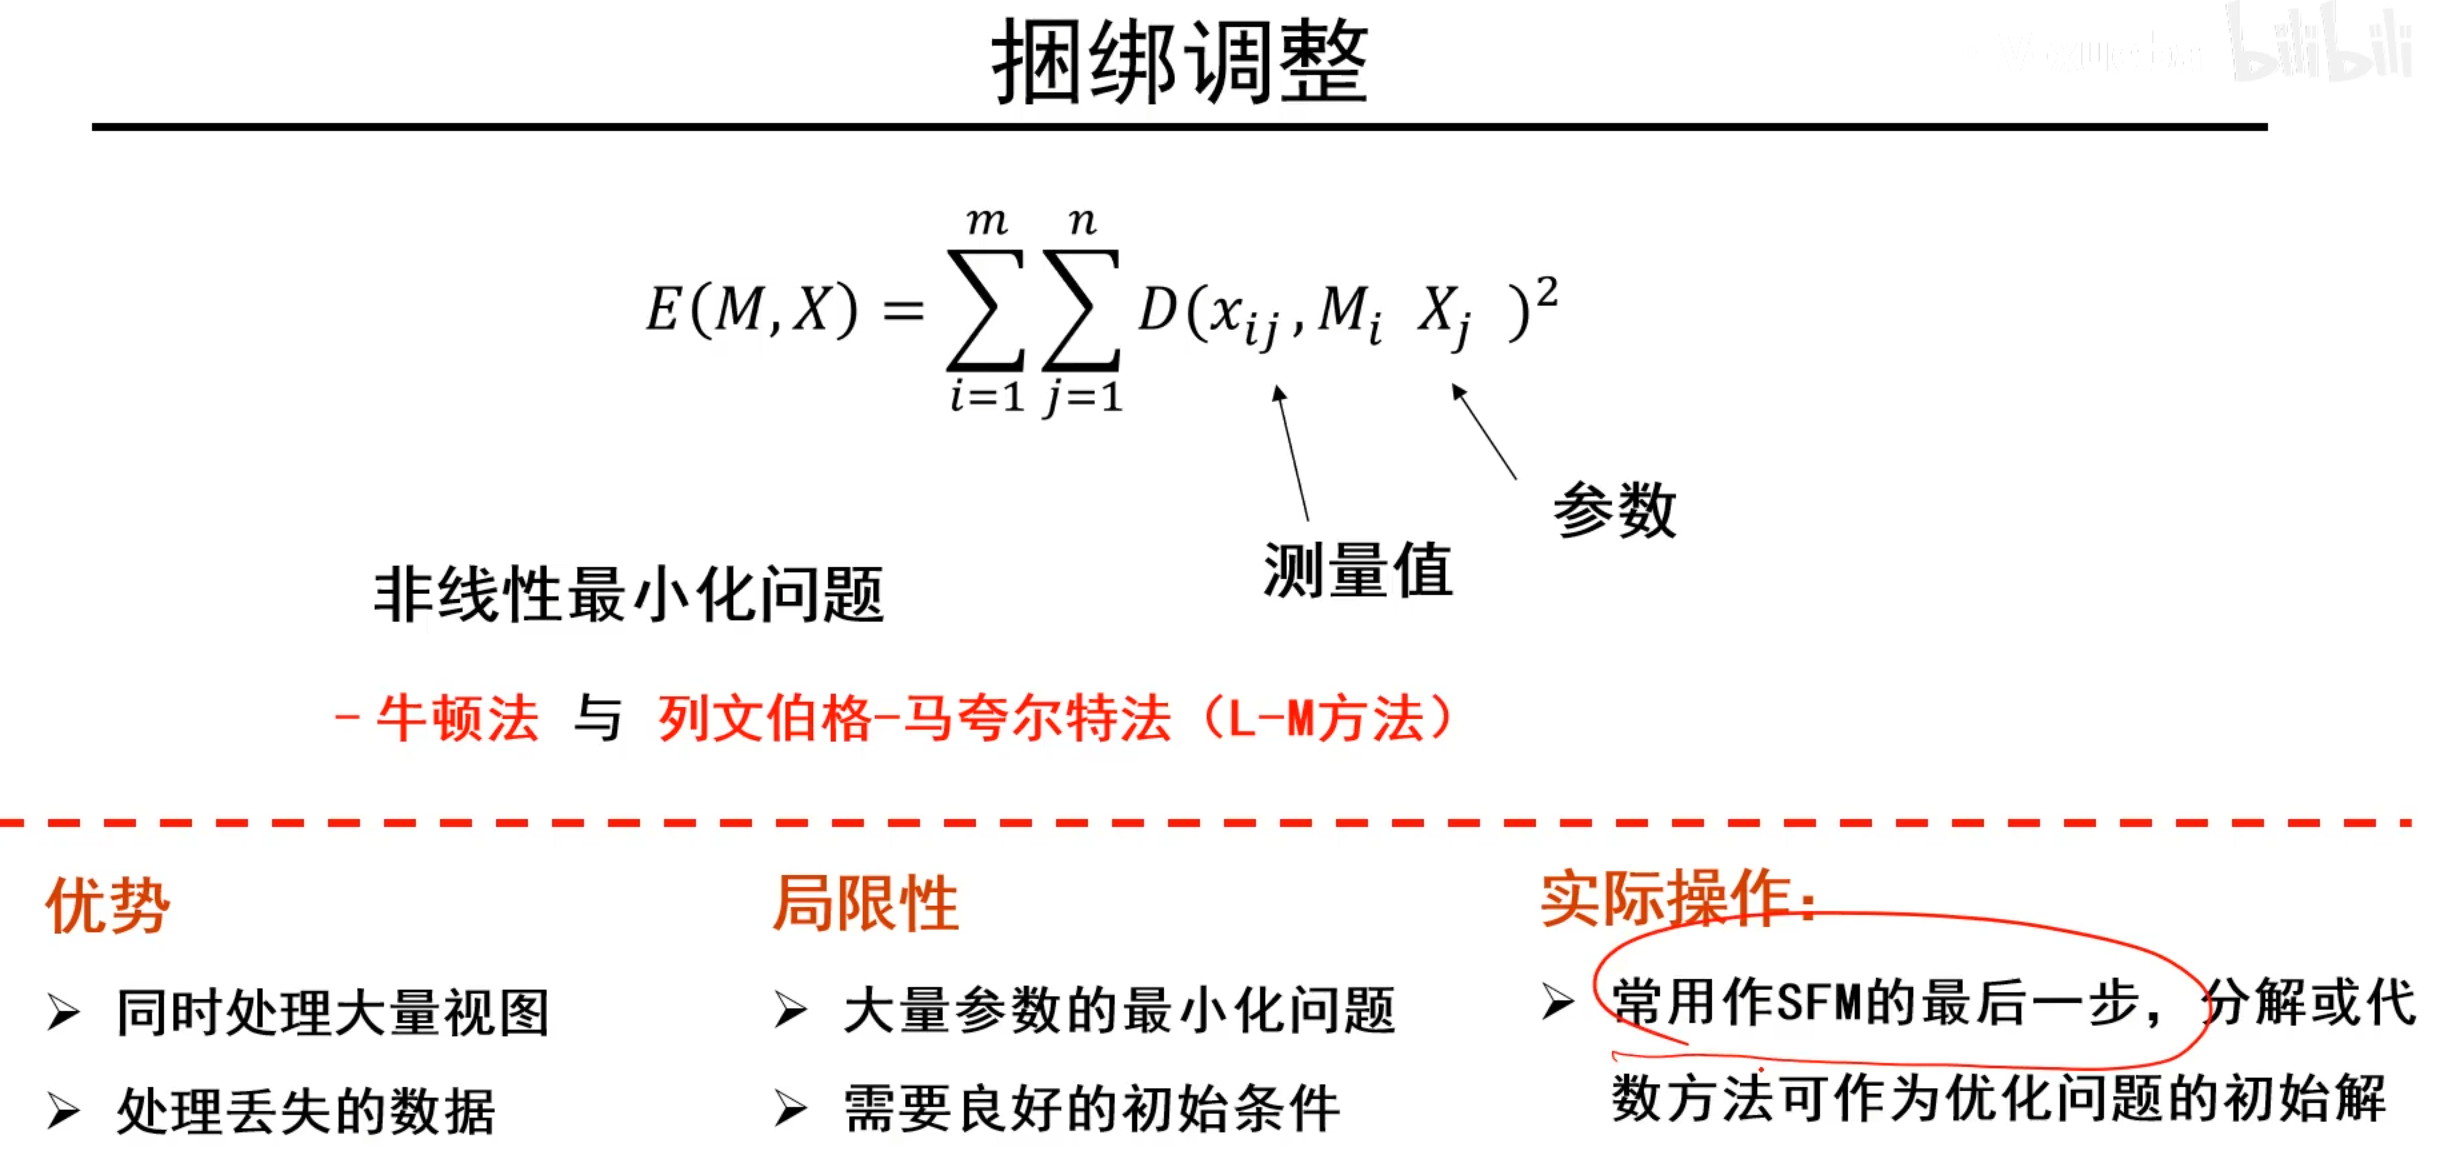 捆绑调整
bilibili
E(M,X) = \sum_{i=1}^{m} \sum_{j=1}^{n} D(x_{ij}, M_i X_j)^2
参数
测量值
非线性最小化问题
- 牛顿法 与 列文伯格-马夸尔特法（L-M方法）
优势
➢ 同时处理大量视图
➢ 处理丢失的数据
局限性
➢ 大量参数的最小化问题
➢ 需要良好的初始条件
实际操作：
➢ 常用作SFM的最后一步，分解或代
数方法可作为优化问题的初始解